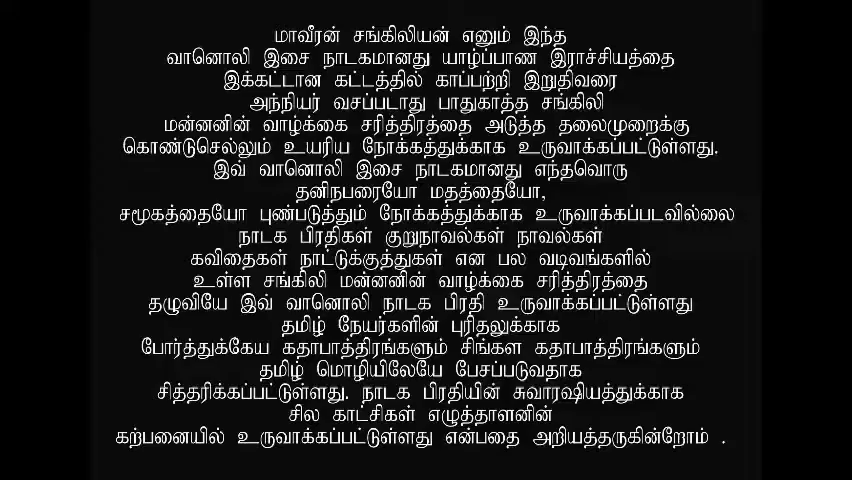 மாவீரன் சங்கிலியன் எனும் இந்த
வானொலி இசை நாடகமானது யாழ்ப்பாண இராச்சியத்தை
இக்கட்டான கட்டத்தில் காப்பற்றி இறுதிவரை
அந்நியர் வசப்படாது பாதுகாத்த சங்கிலி
மன்னனின் வாழ்க்கை சரித்திரத்தை அடுத்த தலைமுறைக்கு
கொண்டுசெல்லும் உயரிய நோக்கத்துக்காக உருவாக்கப்பட்டுள்ளது.
இவ் வானொலி இசை நாடகமானது எந்தவொரு
தனிநபரையோ மதத்தையோ,
சமூகத்தையோ புண்படுத்தும் நோக்கத்துக்காக உருவாக்கப்படவில்லை
நாடக பிரதிகள் குறுநாவல்கள் நாவல்கள்
கவிதைகள் நாட்டுக்குத்துகள் என பல வடிவங்களில்
உள்ள சங்கிலி மன்னனின் வாழ்க்கை சரித்திரத்தை
தழுவியே இவ் வானொலி நாடக பிரதி உருவாக்கப்பட்டுள்ளது
தமிழ் நேயர்களின் புரிதலுக்காக
போர்த்துக்கேய கதாபாத்திரங்களும் சிங்கள கதாபாத்திரங்களும்
தமிழ் மொழியிலேயே பேசப்படுவதாக
சித்தரிக்கப்பட்டுள்ளது. நாடக பிரதியின் சுவாரஷியத்துக்காக
சில காட்சிகள் எழுத்தாளனின்
கற்பனையில் உருவாக்கப்பட்டுள்ளது என்பதை அறியத்தருகின்றோம் .